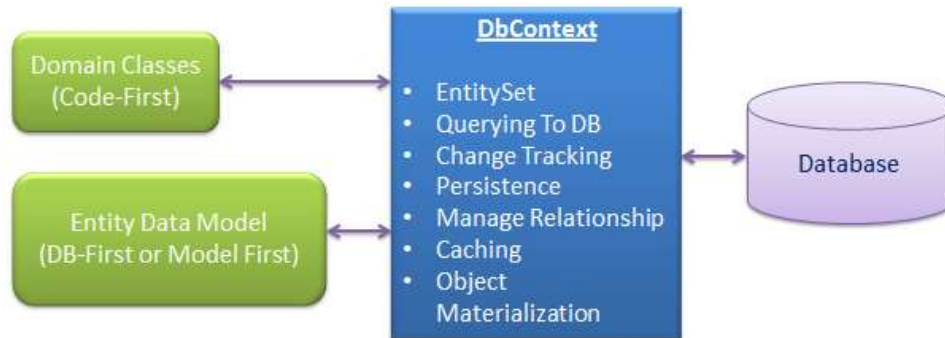 Domain Classes
(Code-First)
Entity Data Model
(DB-First or Model First)
DbContext
• EntitySet
• Querying To DB
• Change Tracking
• Persistence
• Manage Relationship
• Caching
• Object
Materialization
Database